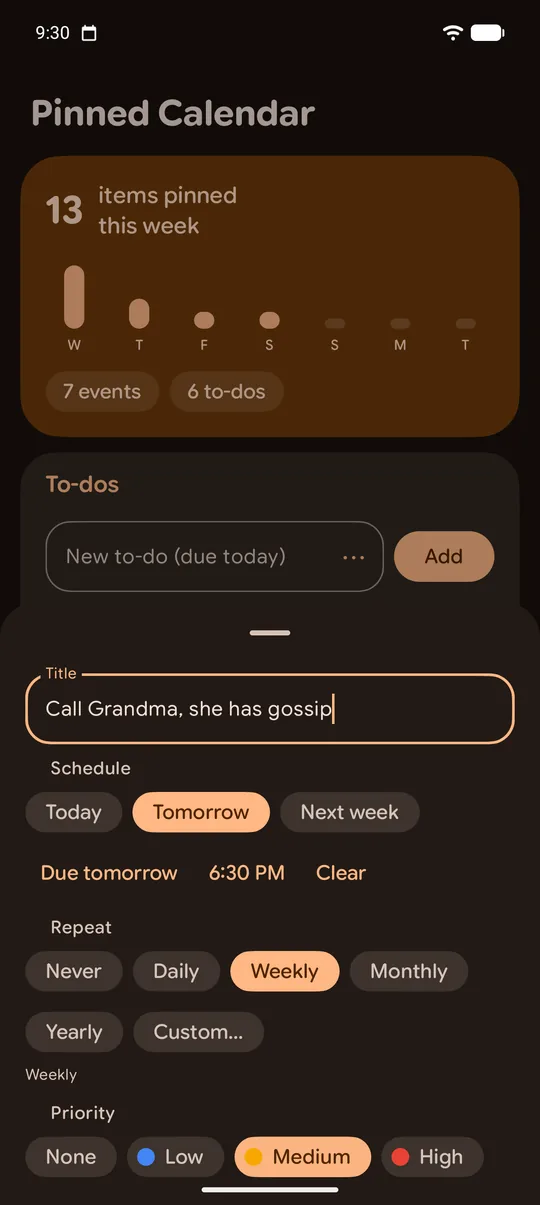 9:30
Pinned Calendar
13 items pinned
this week
W T F S S M T
7 events 6 to-dos
To-dos
New to-do (due today) ... Add
Title
Call Grandma, she has gossip
Schedule
Today Tomorrow Next week
Due tomorrow 6:30 PM Clear
Repeat
Never Daily Weekly Monthly
Yearly Custom...
Weekly
Priority
None Low Medium High